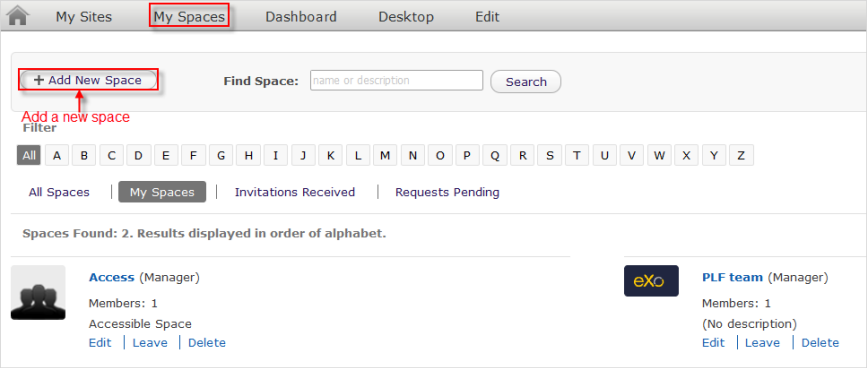 My Sites My Spaces Dashboard Desktop Edit
+ Add New Space Find Space: name or description Search
Add a new space
Filter
All A B C D E F G H I J K L M N O P Q R S T U V W X Y Z
All Spaces My Spaces Invitations Received Requests Pending
Spaces Found: 2. Results displayed in order of alphabet.
Access (Manager)
Members: 1
Accessible Space
Edit Leave Delete
eXo
PLF team (Manager)
Members: 1
(No description)
Edit Leave Delete